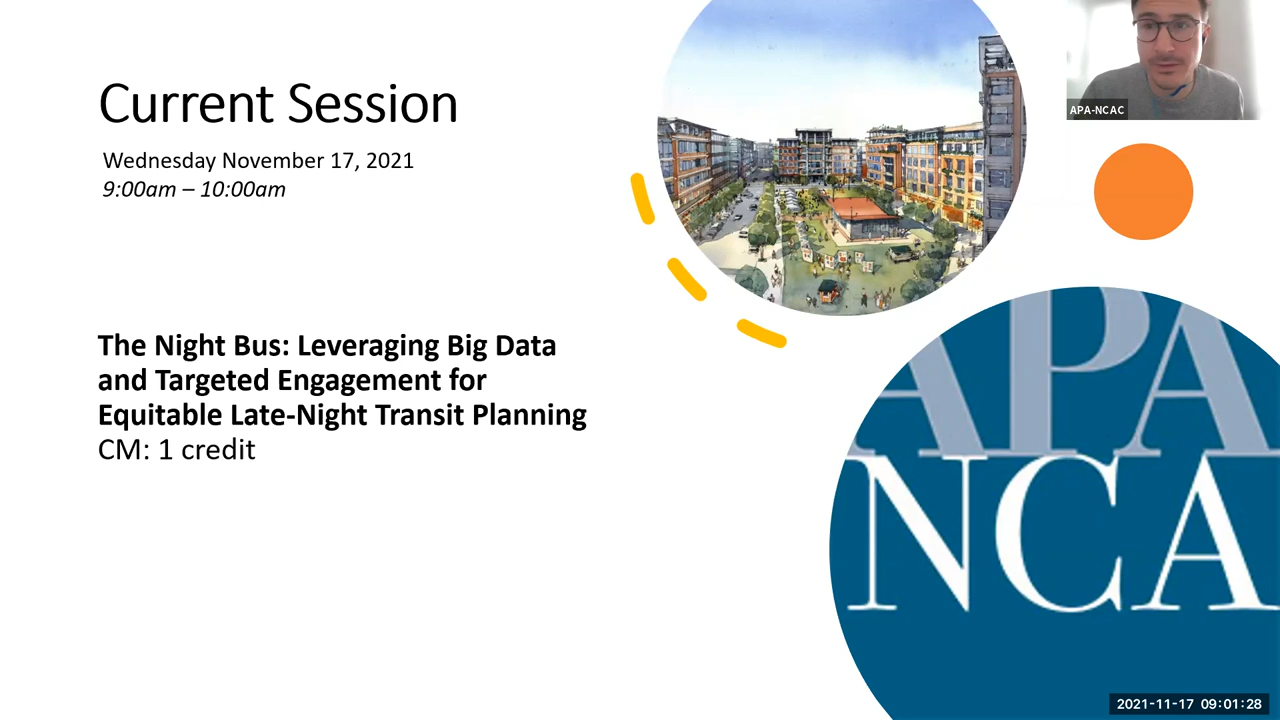 Current Session
Wednesday November 17, 2021
9:00am – 10:00am
The Night Bus: Leveraging Big Data
and Targeted Engagement for
Equitable Late-Night Transit Planning
CM: 1 credit
APA-NCAC
APA
NCA
2021-11-17 09:01:28